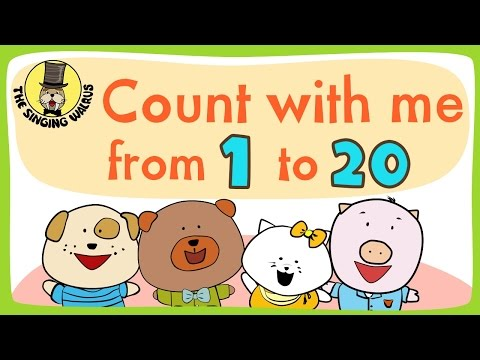 THE SINGING WALRUS
Count with me
from 1 to 20